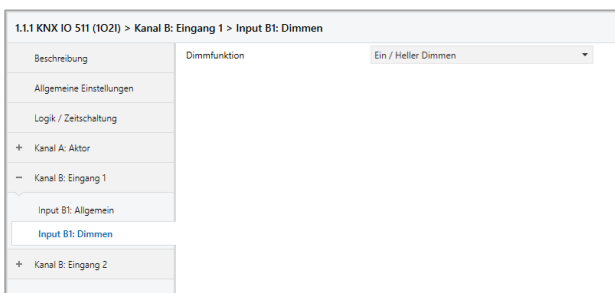 1.1.1 KNX IO 511 (1O2I) > Kanal B: Eingang 1 > Input B1: Dimmen
Beschreibung
Dimmfunktion Ein / Heller Dimmen
Allgemeine Einstellungen
Logik / Zeitschaltung
+ Kanal A: Aktor
− Kanal B: Eingang 1
Input B1: Allgemein
Input B1: Dimmen
+ Kanal B: Eingang 2